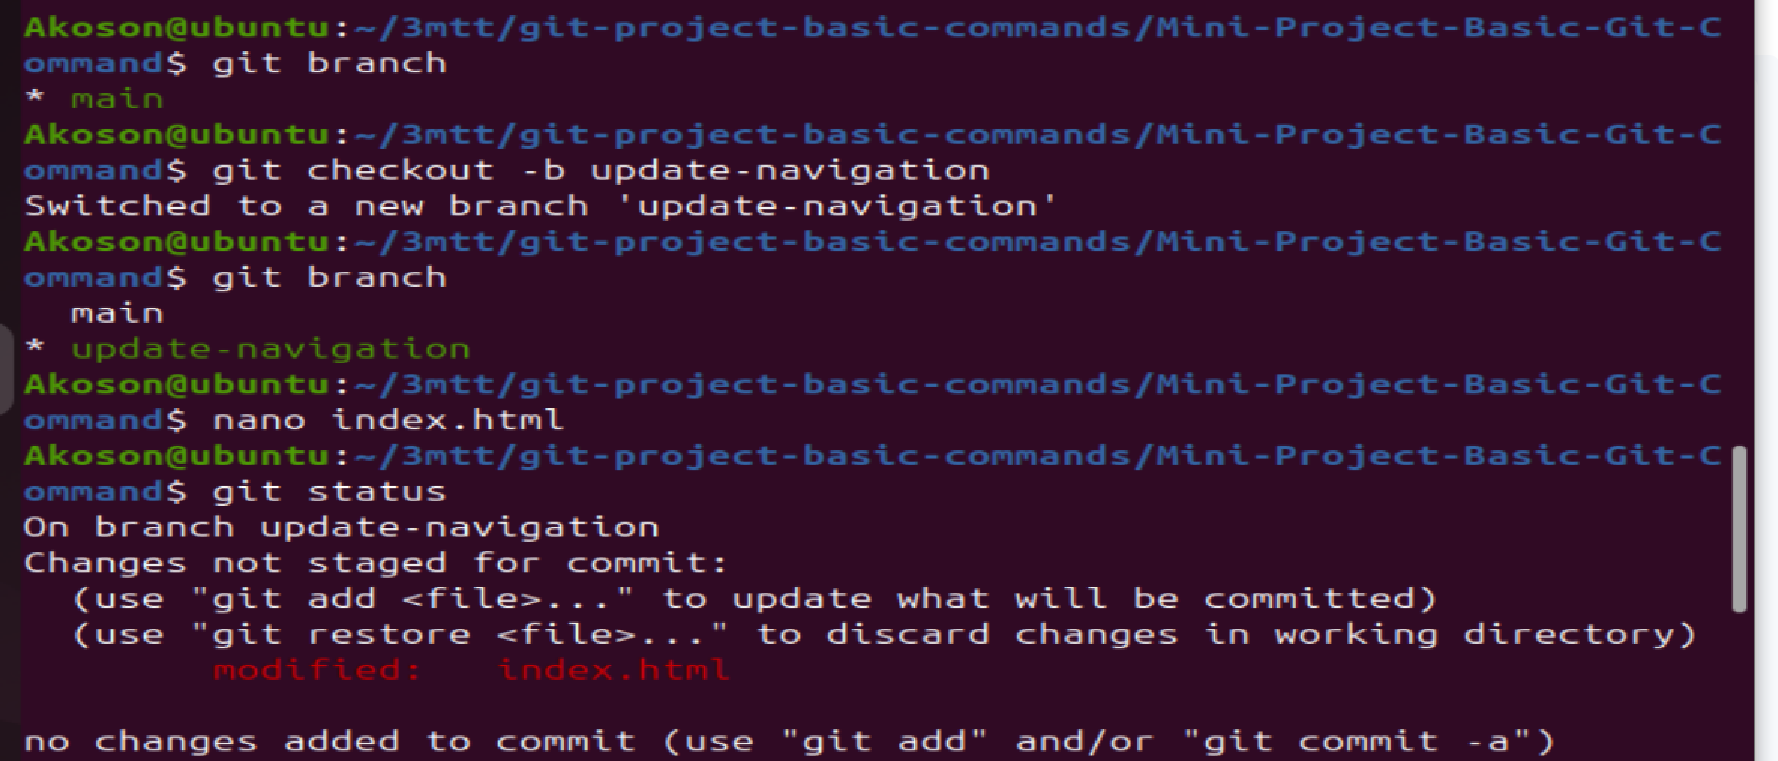 Akoson@ubuntu:~/3mtt/git-project-basic-commands/Mini-Project-Basic-Git-C
ommand$ git branch
* main
Akoson@ubuntu:~/3mtt/git-project-basic-commands/Mini-Project-Basic-Git-C
ommand$ git checkout -b update-navigation
Switched to a new branch 'update-navigation'
Akoson@ubuntu:~/3mtt/git-project-basic-commands/Mini-Project-Basic-Git-C
ommand$ git branch
  main
* update-navigation
Akoson@ubuntu:~/3mtt/git-project-basic-commands/Mini-Project-Basic-Git-C
ommand$ nano index.html
Akoson@ubuntu:~/3mtt/git-project-basic-commands/Mini-Project-Basic-Git-C
ommand$ git status
On branch update-navigation
Changes not staged for commit:
  (use "git add <file>..." to update what will be committed)
  (use "git restore <file>..." to discard changes in working directory)
        modified:   index.html
no changes added to commit (use "git add" and/or "git commit -a")